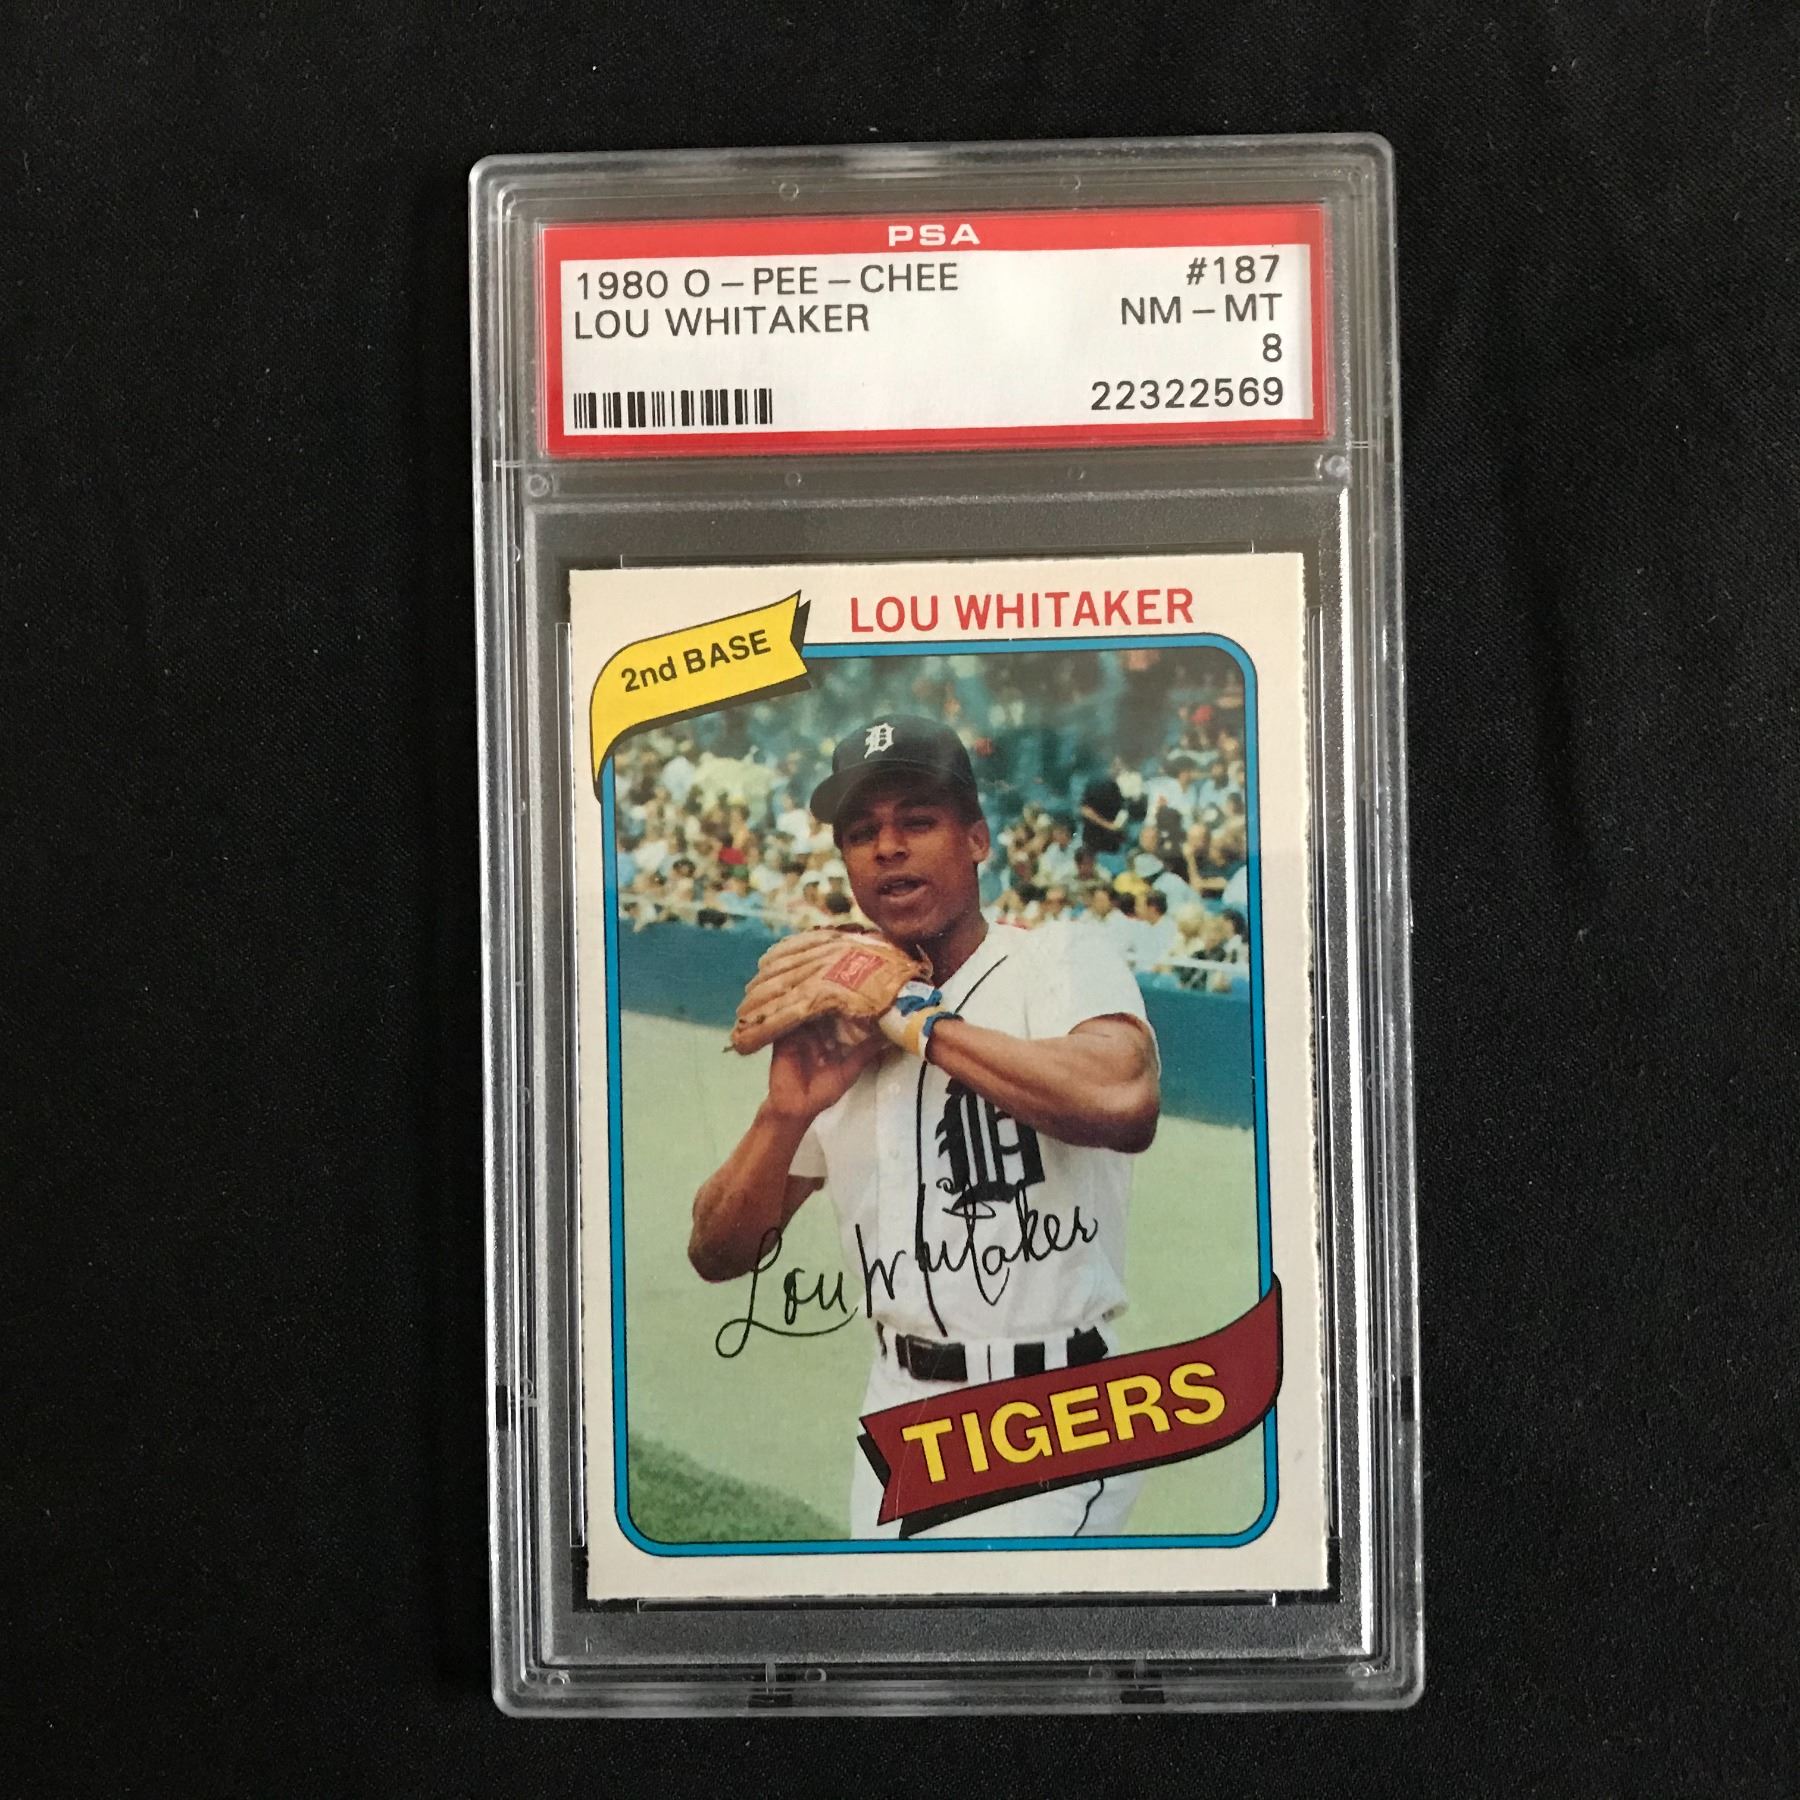 PSA
1980 O-PEE-CHEE #187
LOU WHITAKER NM-MT
8
22322569
LOU WHITAKER
2nd BASE
D
D
Lou Whitaker
TIGERS